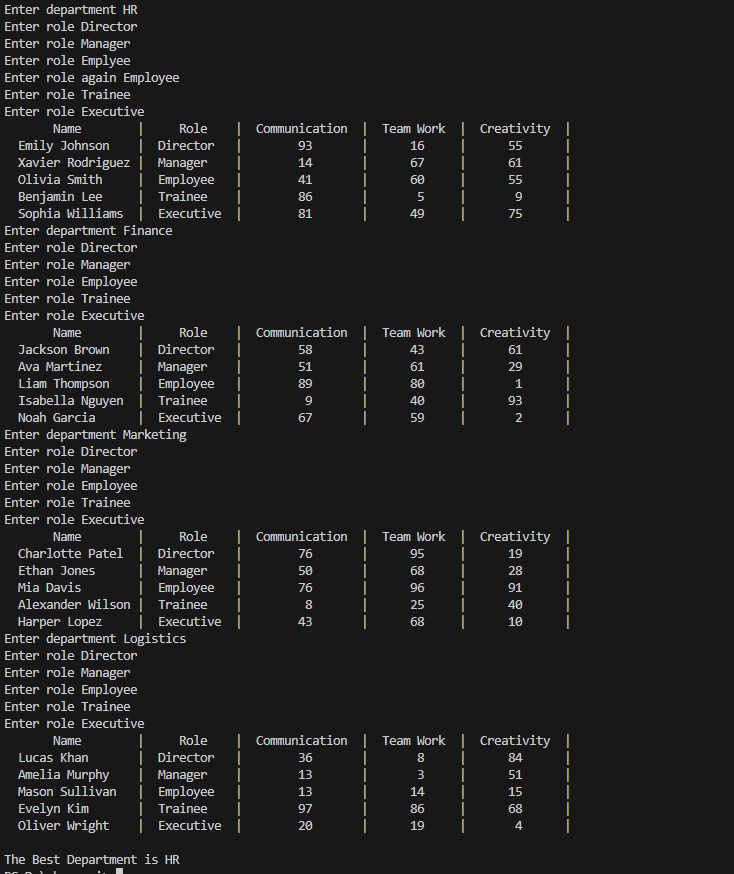 Enter department HR
Enter role Director
Enter role Manager
Enter role Emplyee
Enter role again Employee
Enter role Trainee
Enter role Executive
Name | Role | Communication | Team Work | Creativity |
Emily Johnson | Director | 93 | 16 | 55 |
Xavier Rodriguez | Manager | 14 | 67 | 61 |
Olivia Smith | Employee | 41 | 60 | 55 |
Benjamin Lee | Trainee | 86 | 5 | 9 |
Sophia Williams | Executive | 81 | 49 | 75 |
Enter department Finance
Enter role Director
Enter role Manager
Enter role Employee
Enter role Trainee
Enter role Executive
Name | Role | Communication | Team Work | Creativity |
Jackson Brown | Director | 58 | 43 | 61 |
Ava Martinez | Manager | 51 | 61 | 29 |
Liam Thompson | Employee | 89 | 80 | 1 |
Isabella Nguyen | Trainee | 9 | 40 | 93 |
Noah Garcia | Executive | 67 | 59 | 2 |
Enter department Marketing
Enter role Director
Enter role Manager
Enter role Employee
Enter role Trainee
Enter role Executive
Name | Role | Communication | Team Work | Creativity |
Charlotte Patel | Director | 76 | 95 | 19 |
Ethan Jones | Manager | 50 | 68 | 28 |
Mia Davis | Employee | 76 | 96 | 91 |
Alexander Wilson | Trainee | 8 | 25 | 40 |
Harper Lopez | Executive | 43 | 68 | 10 |
Enter department Logistics
Enter role Director
Enter role Manager
Enter role Employee
Enter role Trainee
Enter role Executive
Name | Role | Communication | Team Work | Creativity |
Lucas Khan | Director | 36 | 8 | 84 |
Amelia Murphy | Manager | 13 | 3 | 51 |
Mason Sullivan | Employee | 13 | 14 | 15 |
Evelyn Kim | Trainee | 97 | 86 | 68 |
Oliver Wright | Executive | 20 | 19 | 4 |
The Best Department is HR